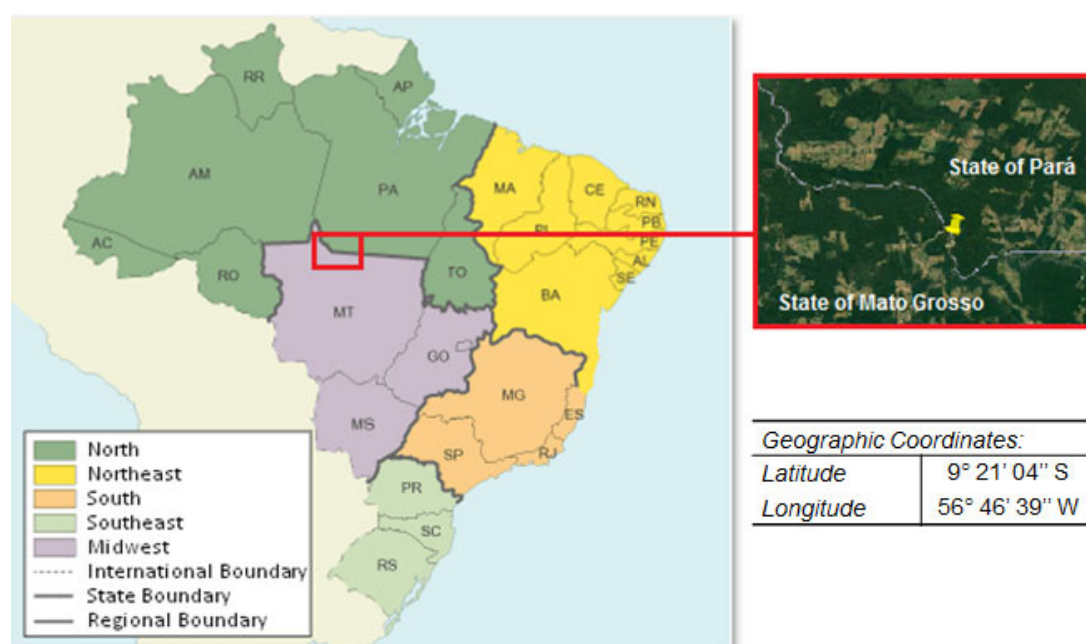 RR
AP
AM
PA
MA
CE
RN
PB
PI
PE
AC
AL
SE
RO
TO
BA
MT
GO
MG
ES
MS
SP
RJ
PR
SC
RS
North
Northeast
South
Southeast
Midwest
International Boundary
State Boundary
Regional Boundary
State of Pará
State of Mato Grosso
Geographic Coordinates:
Latitude 9° 21’ 04’’ S
Longitude 56° 46’ 39’’ W